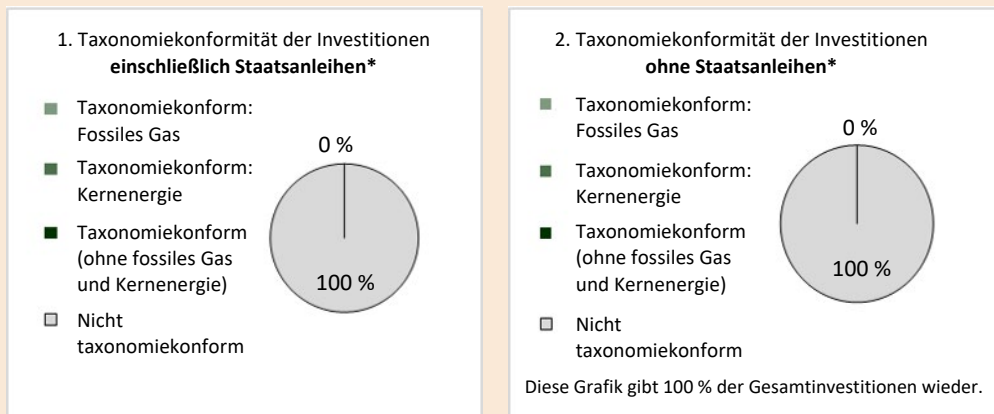 1. Taxonomiekonformität der Investitionen
einschließlich Staatsanleihen*
Taxonomiekonform:
Fossiles Gas
Taxonomiekonform:
Kernenergie
Taxonomiekonform
(ohne fossiles Gas
und Kernenergie)
Nicht
taxonomiekonform
0 %
100 %
2. Taxonomiekonformität der Investitionen
ohne Staatsanleihen*
Taxonomiekonform:
Fossiles Gas
Taxonomiekonform:
Kernenergie
Taxonomiekonform
(ohne fossiles Gas
und Kernenergie)
Nicht
taxonomiekonform
0 %
100 %
Diese Grafik gibt 100 % der Gesamtinvestitionen wieder.